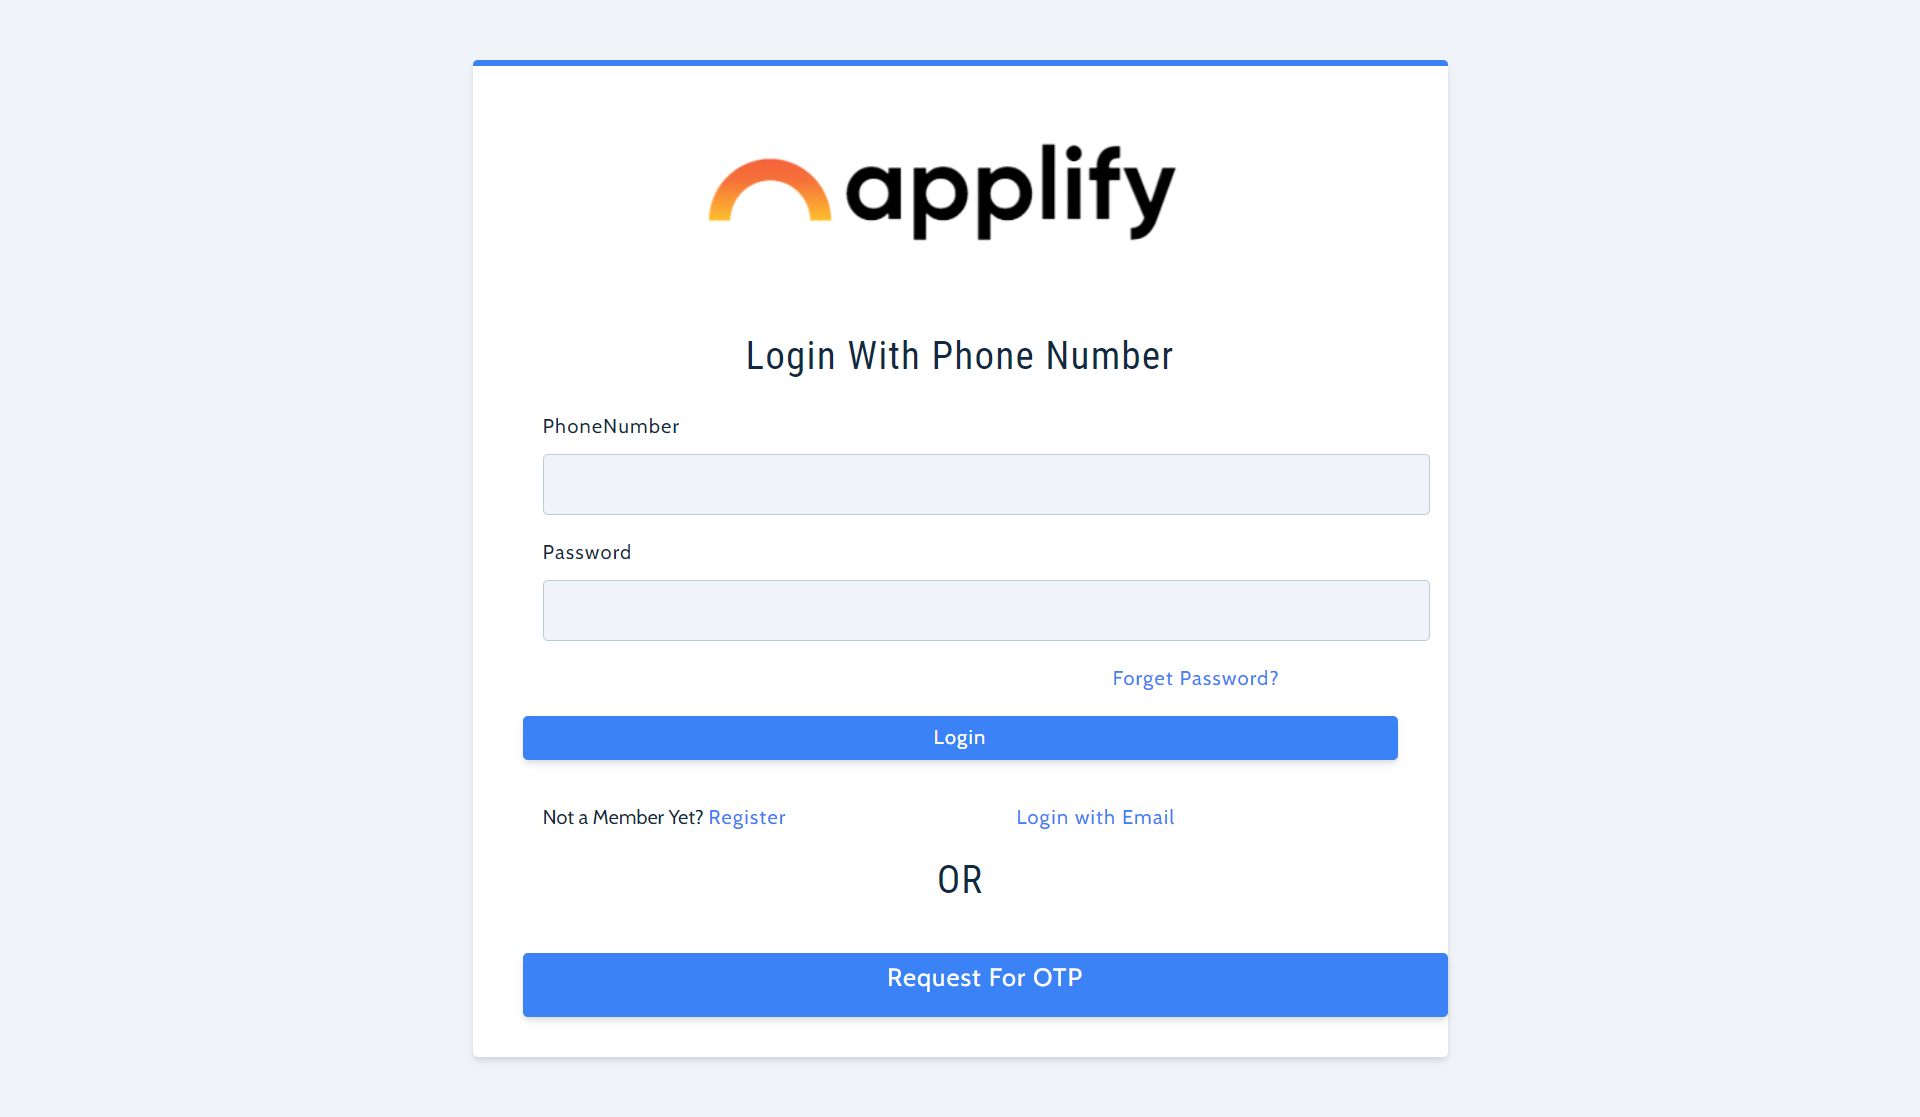 applify
Login With Phone Number
PhoneNumber
Password
Forget Password?
Login
Not a Member Yet? Register
Login with Email
OR
Request For OTP